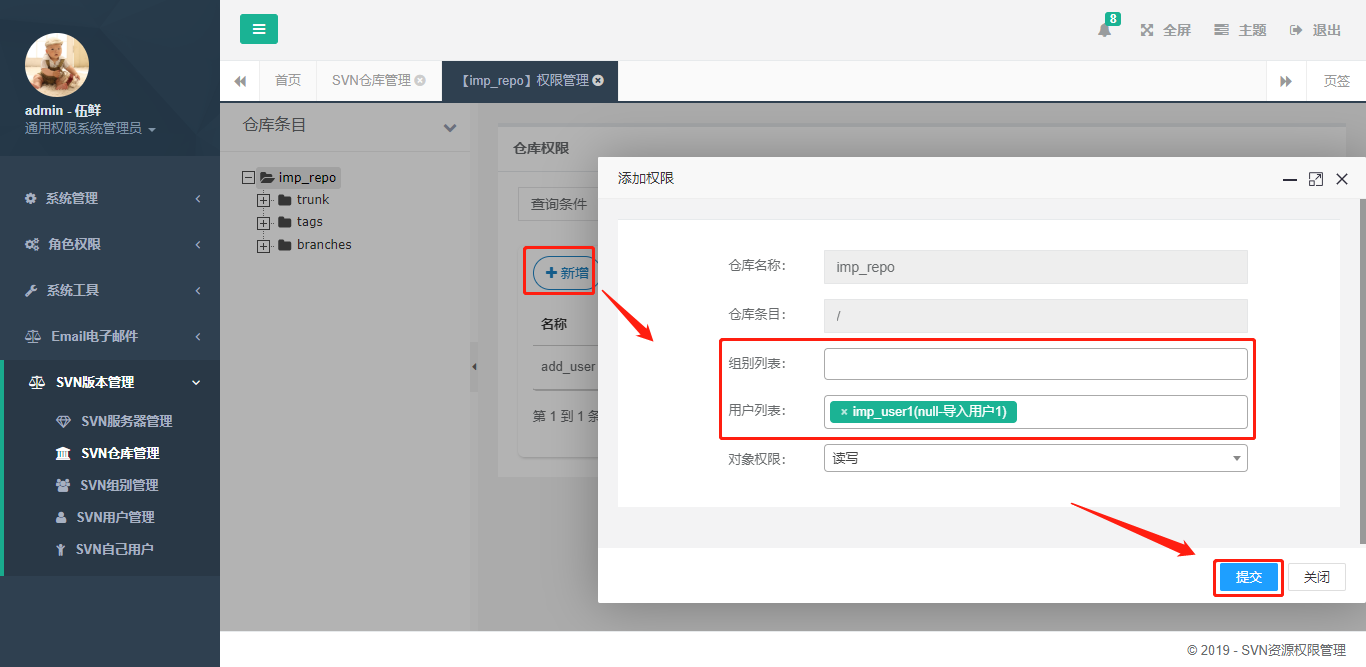 8
全屏
主题
退出
首页
SVN仓库管理
【imp_repo】权限管理
页签
admin - 伍鲜
通用权限系统管理员
系统管理
角色权限
系统工具
Email电子邮件
SVN版本管理
SVN服务器管理
SVN仓库管理
SVN组别管理
SVN用户管理
SVN自己用户
仓库条目
imp_repo
trunk
tags
branches
仓库权限
查询条件
新增
名称
add_user
第 1 到 1 条
添加权限
仓库名称:
imp_repo
仓库条目:
/
组别列表:
用户列表:
× imp_user1(null-导入用户1)
对象权限:
读写
提交
关闭
© 2019 - SVN资源权限管理